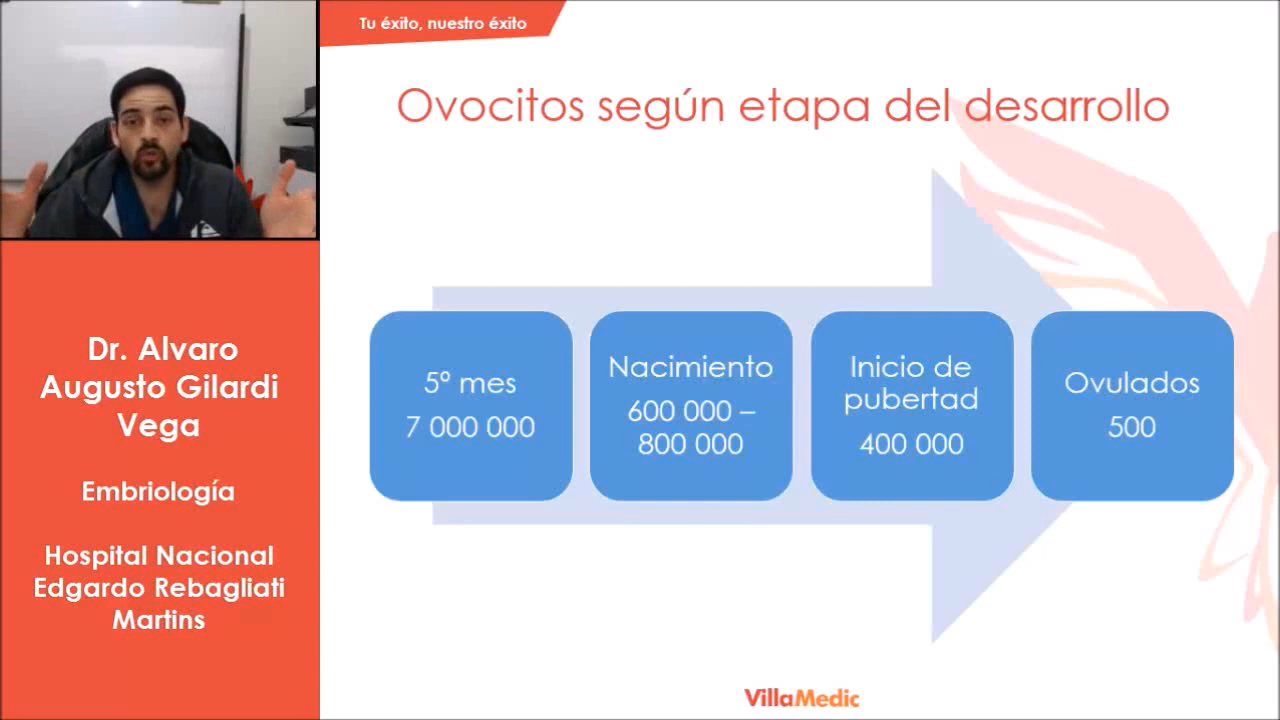 Tu éxito, nuestro éxito
Ovocitos según etapa del desarrollo
5º mes
7 000 000
Nacimiento
600 000 –
800 000
Inicio de
pubertad
400 000
Ovulados
500
Dr. Alvaro
Augusto Gilardi
Vega
Embriología
Hospital Nacional
Edgardo Rebagliati
Martins
VillaMedic